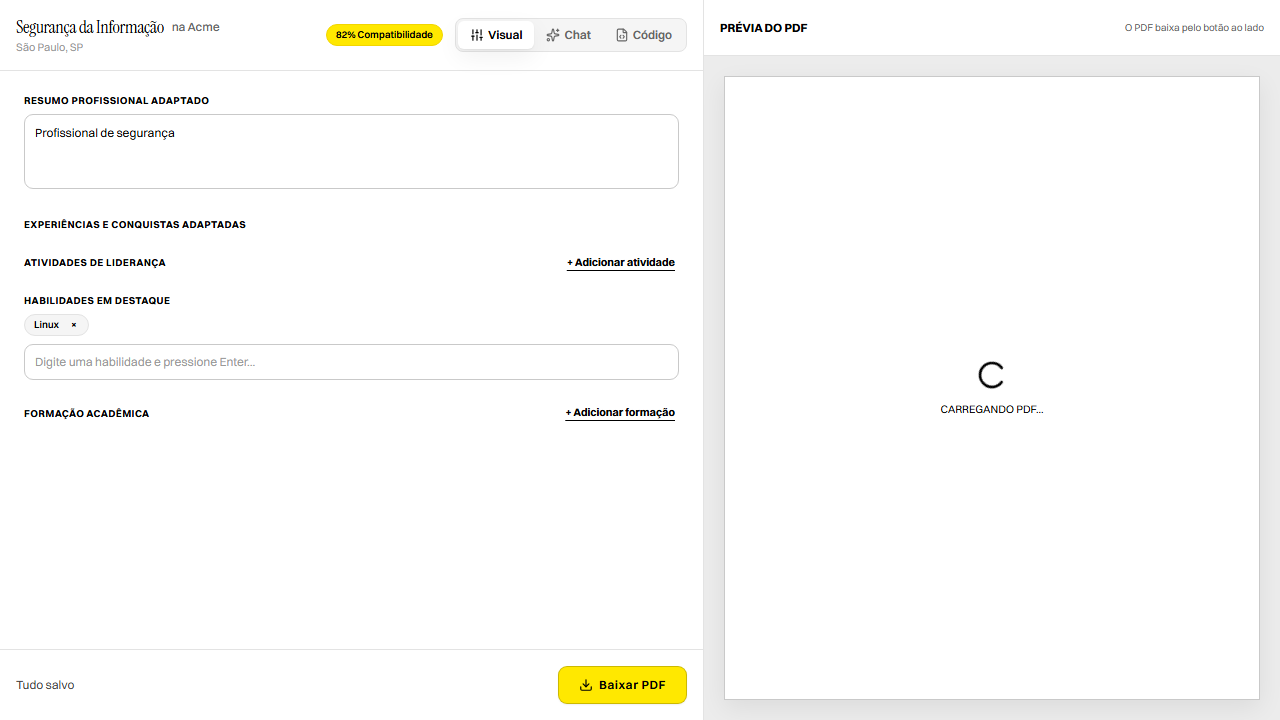 Segurança da Informação na Acme
São Paulo, SP
82% Compatibilidade
Visual
Chat
Código
RESUMO PROFISSIONAL ADAPTADO
Profissional de segurança
EXPERIÊNCIAS E CONQUISTAS ADAPTADAS
ATIVIDADES DE LIDERANÇA
+ Adicionar atividade
HABILIDADES EM DESTAQUE
Linux ×
Digite uma habilidade e pressione Enter...
FORMAÇÃO ACADÊMICA
+ Adicionar formação
Tudo salvo
Baixar PDF
PRÉVIA DO PDF
O PDF baixa pelo botão ao lado
CARREGANDO PDF...